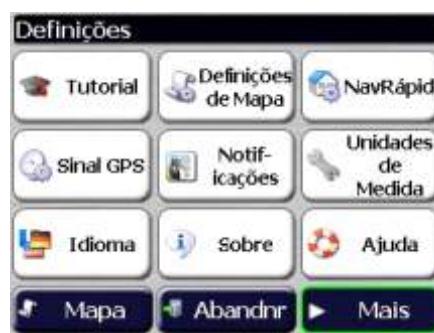 Definições
Tutorial
Definições
de Mapa
NavRápid
Sinal GPS
Notif-
icações
Unidades
de
Medida
Idioma
Sobre
Ajuda
Mapa
Abandnr
Mais